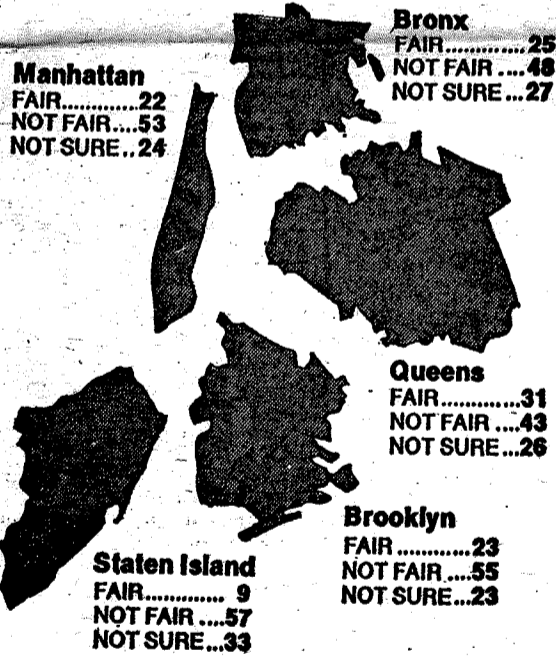 Bronx
FAIR.............25
NOT FAIR ....48
NOT SURE...27
Manhattan
FAIR............22
NOT FAIR....53
NOT SURE..24
Queens
FAIR.............31
NOT FAIR ....43
NOT SURE...26
Brooklyn
FAIR ............23
NOT FAIR ....55
NOT SURE...23
Staten Island
FAIR............. 9
NOT FAIR ....57
NOT SURE...33